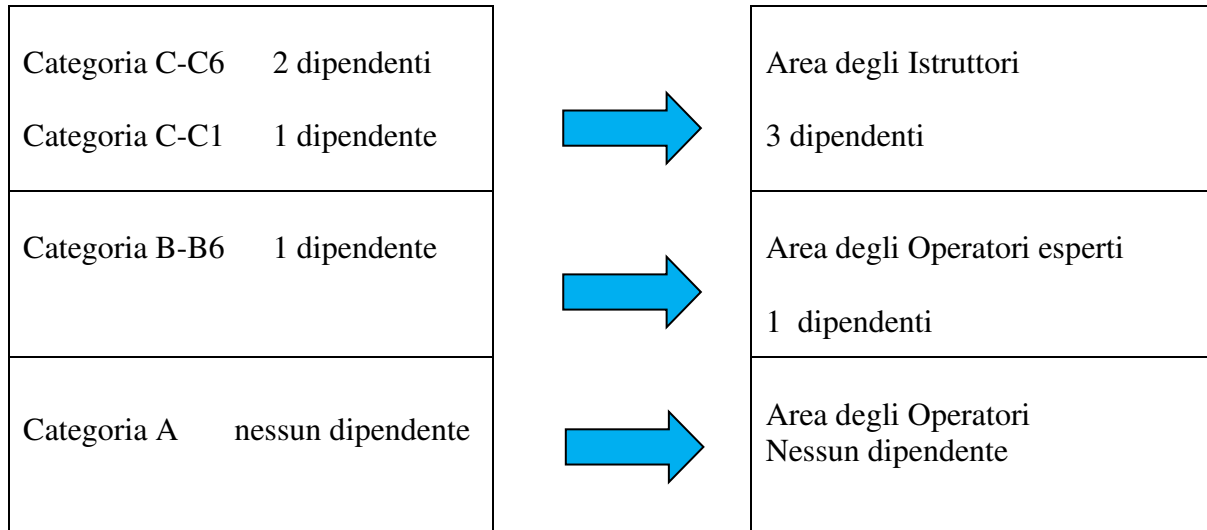 Categoria C-C6 2 dipendenti
Categoria C-C1 1 dipendente
Area degli Istruttori
3 dipendenti
Categoria B-B6 1 dipendente
Area degli Operatori esperti
1 dipendenti
Categoria A nessun dipendente
Area degli Operatori
Nessun dipendente